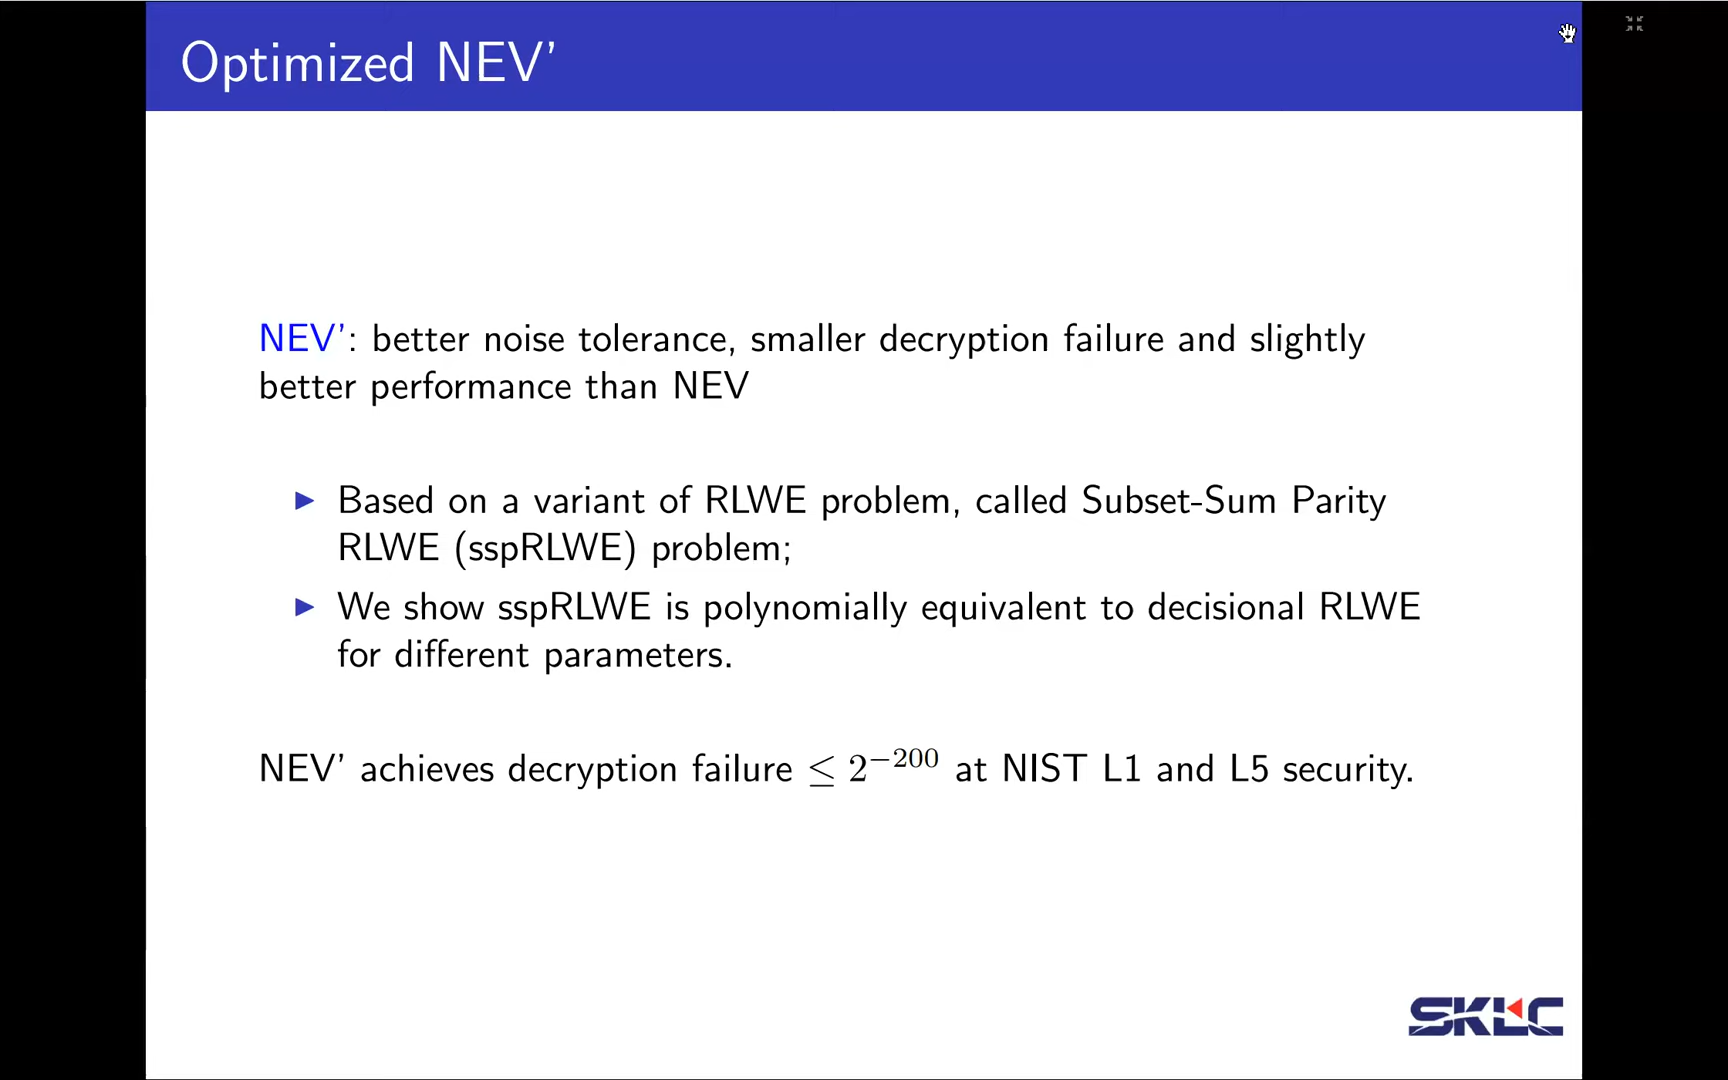 Optimized NEV’
NEV’: better noise tolerance, smaller decryption failure and slightly
better performance than NEV
▶ Based on a variant of RLWE problem, called Subset-Sum Parity
RLWE (sspRLWE) problem;
▶ We show sspRLWE is polynomially equivalent to decisional RLWE
for different parameters.
NEV’ achieves decryption failure ≤ 2⁻²⁰⁰ at NIST L1 and L5 security.
SKLC